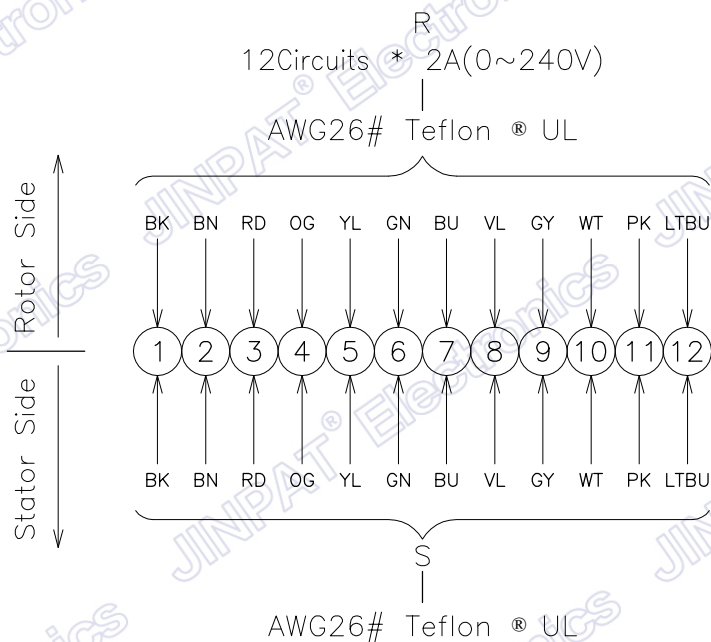 R
12Circuits * 2A(0~240V)
AWG26# Teflon ® UL
Rotor Side
BK BN RD OG YL GN BU VL GY WT PK LTBU
1 2 3 4 5 6 7 8 9 10 11 12
Stator Side
BK BN RD OG YL GN BU VL GY WT PK LTBU
S
AWG26# Teflon ® UL
JINPAT® Electronics
JINPAT® Electronics